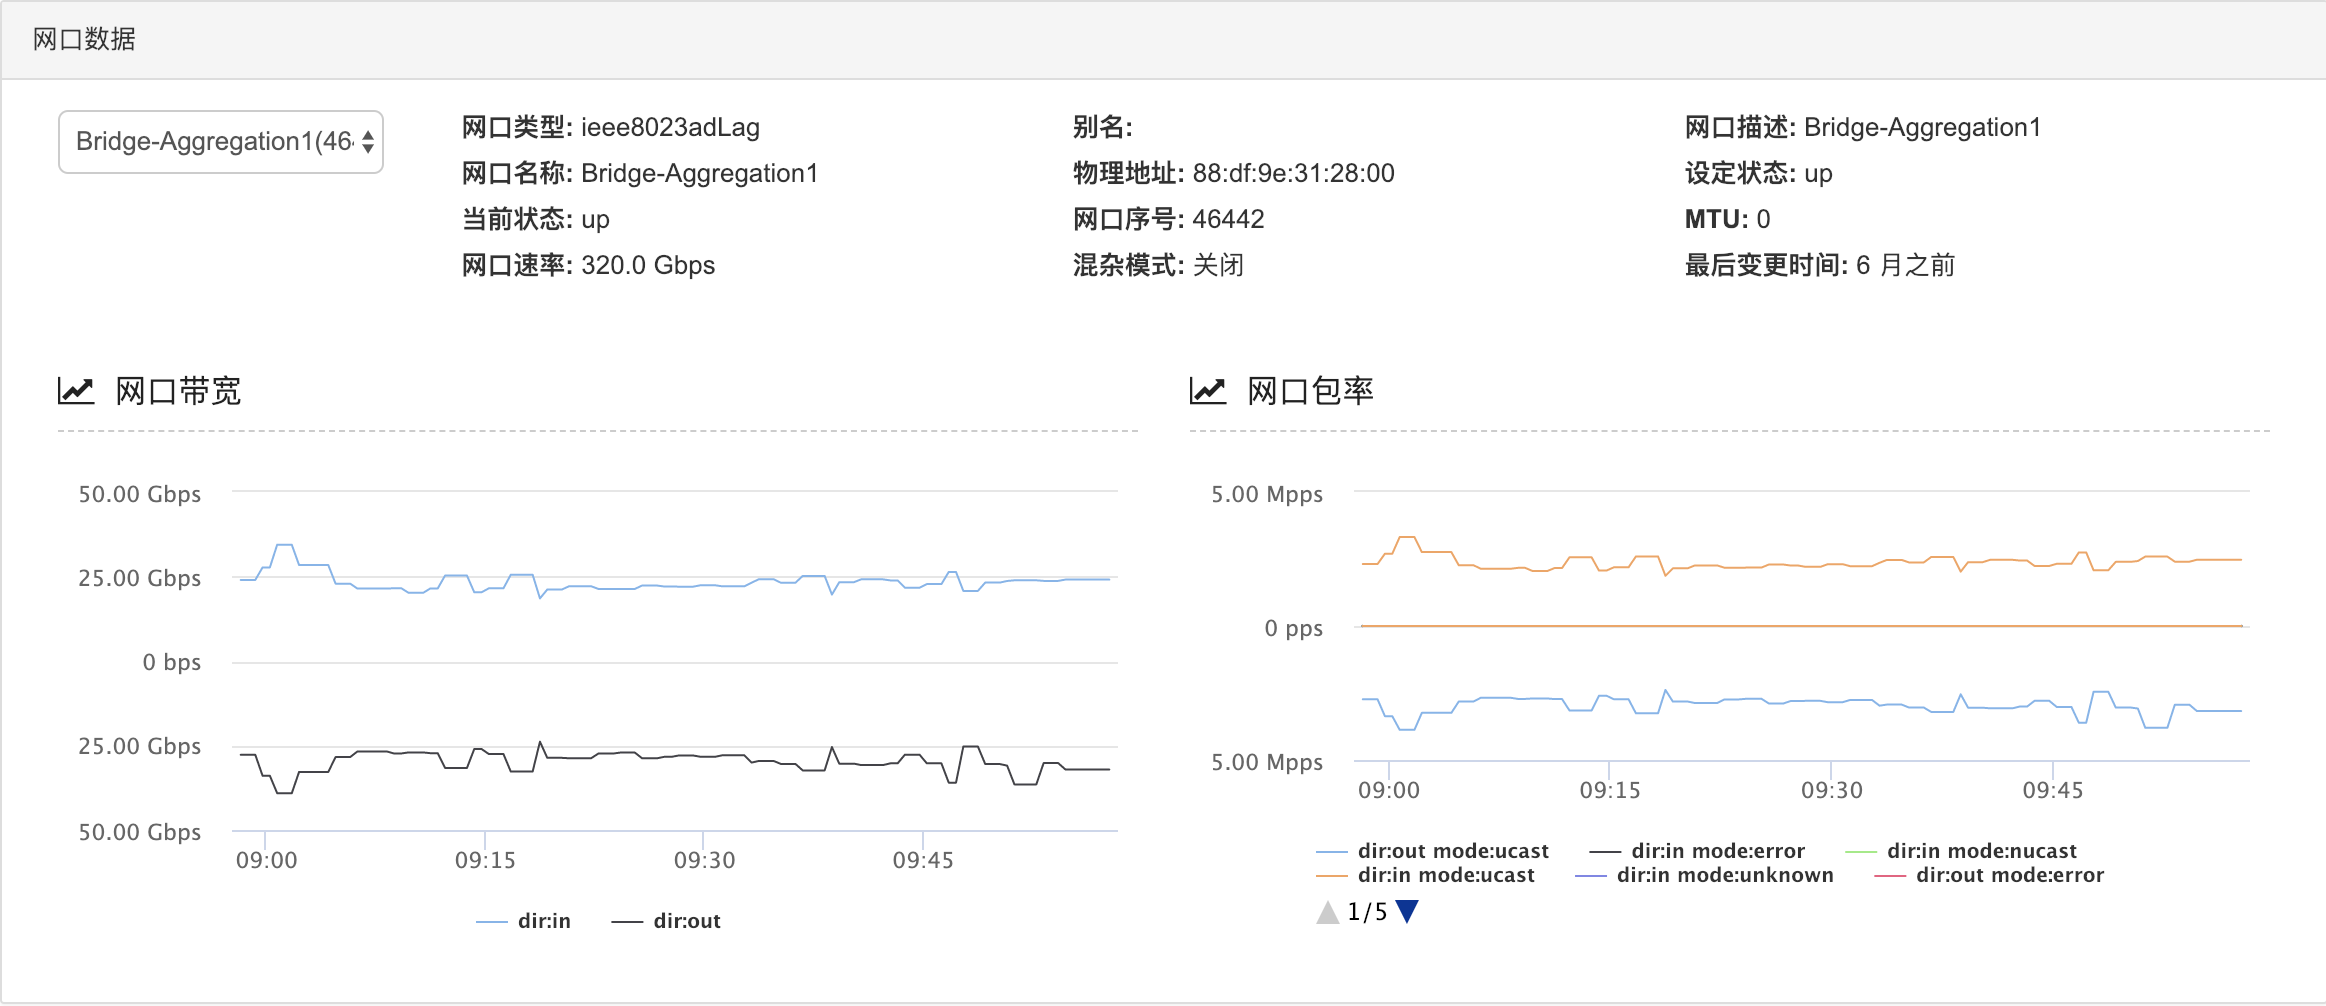 网口数据
Bridge-Aggregation1(46
网口类型: ieee8023adLag
别名:
网口描述: Bridge-Aggregation1
网口名称: Bridge-Aggregation1
物理地址: 88:df:9e:31:28:00
设定状态: up
当前状态: up
网口序号: 46442
MTU: 0
网口速率: 320.0 Gbps
混杂模式: 关闭
最后变更时间: 6 月之前
网口带宽
50.00 Gbps
25.00 Gbps
0 bps
25.00 Gbps
50.00 Gbps
09:00 09:15 09:30 09:45
dir:in dir:out
网口包率
5.00 Mpps
0 pps
5.00 Mpps
09:00 09:15 09:30 09:45
dir:out mode:ucast dir:in mode:error dir:in mode:nucast
dir:in mode:ucast dir:in mode:unknown dir:out mode:error
1/5